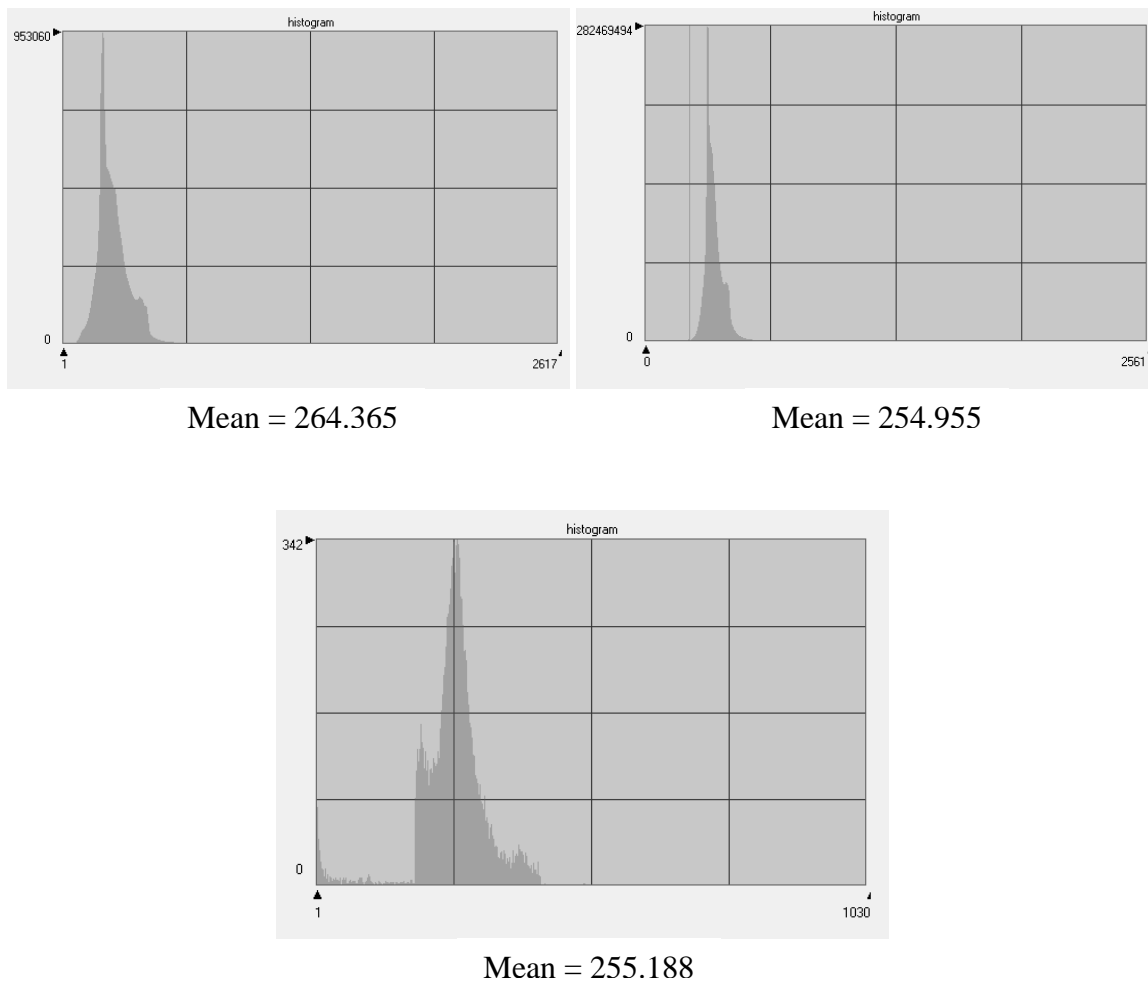 histogram
953060
0
1
2617
Mean = 264.365
histogram
282469494
0
0
2561
Mean = 254.955
histogram
342
0
1
1030
Mean = 255.188